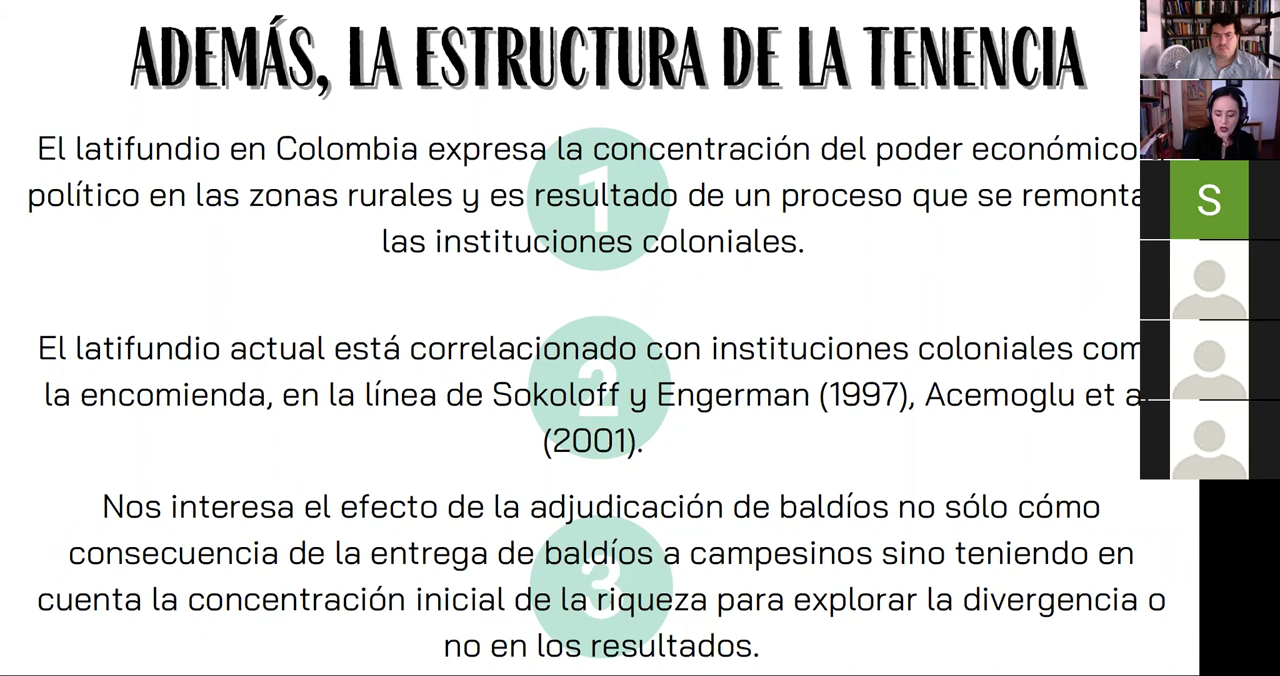 ADEMÁS, LA ESTRUCTURA DE LA TENENCIA
El latifundio en Colombia expresa la concentración del poder económico
político en las zonas rurales y es resultado de un proceso que se remonta
las instituciones coloniales.
1
El latifundio actual está correlacionado con instituciones coloniales com
la encomienda, en la línea de Sokoloff y Engerman (1997), Acemoglu et a
(2001).
2
Nos interesa el efecto de la adjudicación de baldíos no sólo cómo
consecuencia de la entrega de baldíos a campesinos sino teniendo en
cuenta la concentración inicial de la riqueza para explorar la divergencia o
no en los resultados.
3
S